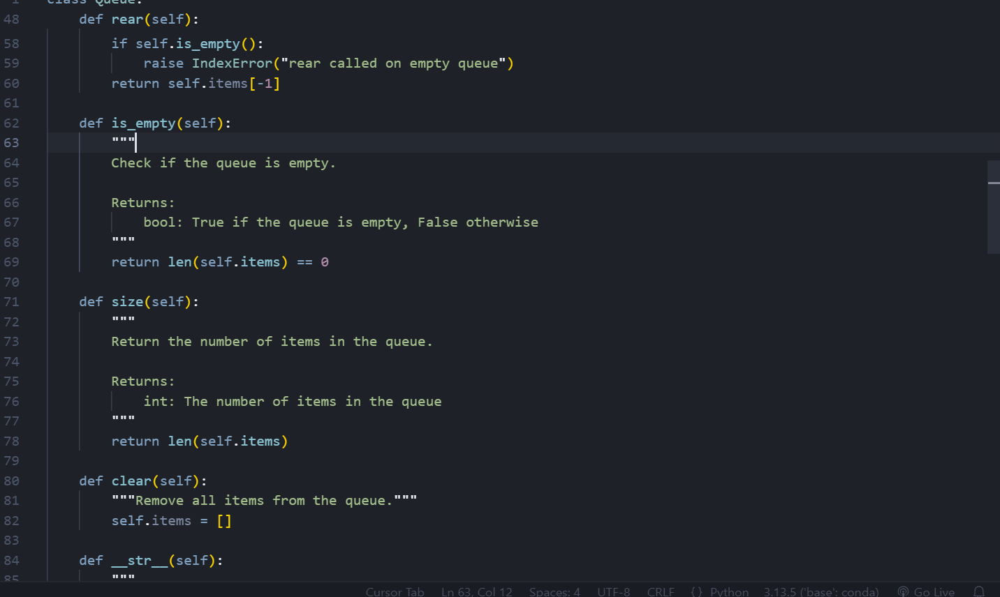 1 class Queue:
48 def rear(self):
58 if self.is_empty():
59 raise IndexError("rear called on empty queue")
60 return self.items[-1]
61
62 def is_empty(self):
63 """
64 Check if the queue is empty.
65
66 Returns:
67 bool: True if the queue is empty, False otherwise
68 """
69 return len(self.items) == 0
70
71 def size(self):
72 """
73 Return the number of items in the queue.
74
75 Returns:
76 int: The number of items in the queue
77 """
78 return len(self.items)
79
80 def clear(self):
81 """Remove all items from the queue."""
82 self.items = []
83
84 def __str__(self):
85 """
Cursor Tab Ln 63, Col 12 Spaces: 4 UTF-8 CRLF {} Python 3.13.5 ('base': conda) Go Live